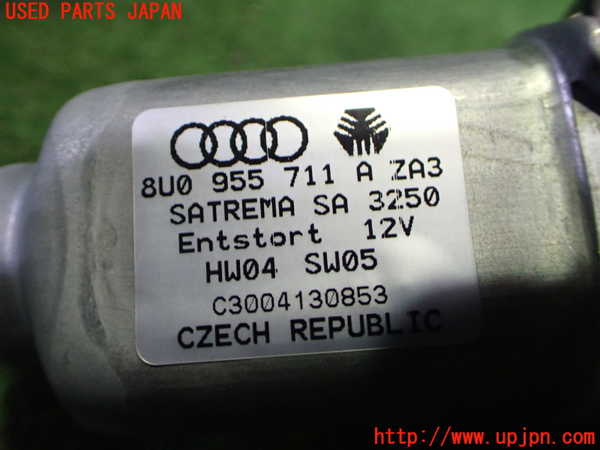 USED PARTS JAPAN
8U0 955 711 A ZA3
SATREMA SA 3250
Entstort 12V
HW04 SW05
C3004130853
CZECH REPUBLIC
© www.upjpn.com